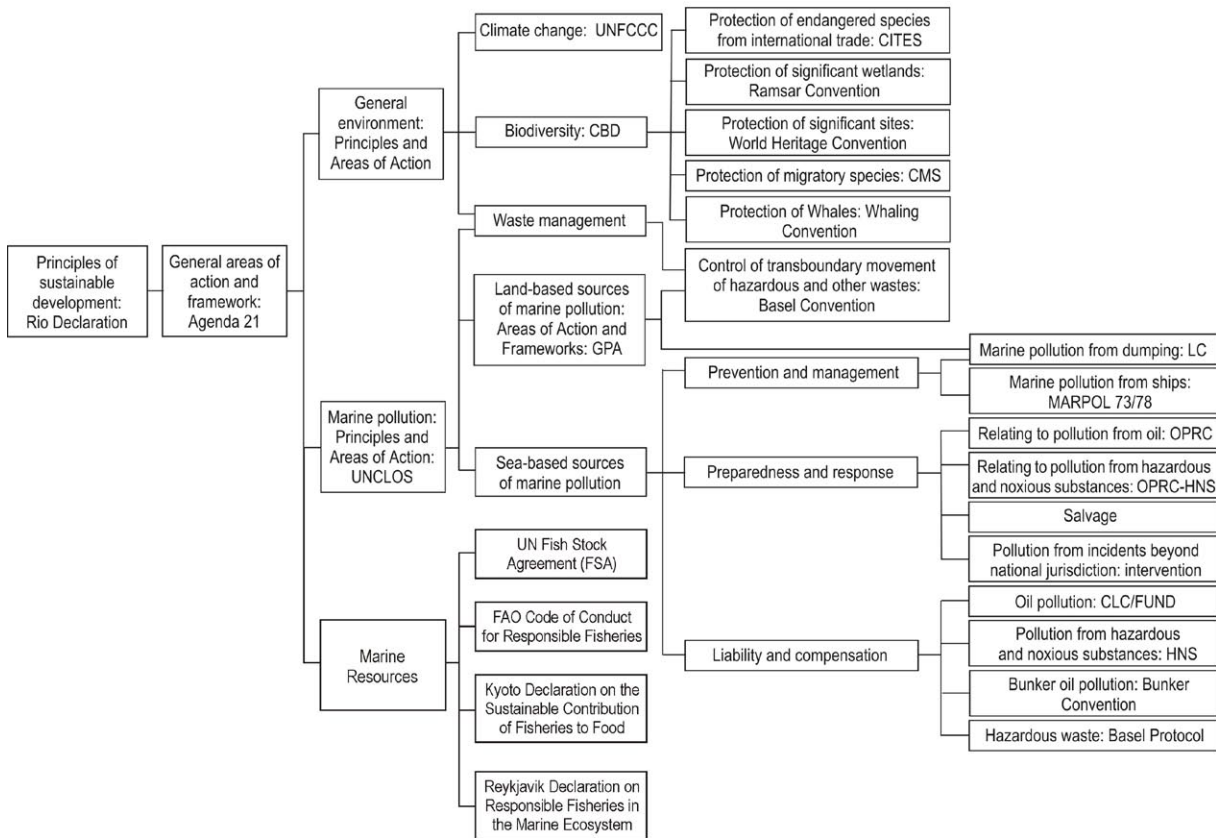 Principles of
sustainable
development:
Rio Declaration
General areas of
action and
framework:
Agenda 21
General
environment:
Principles and
Areas of Action
Marine pollution:
Principles and
Areas of Action:
UNCLOS
Marine
Resources
Climate change: UNFCCC
Biodiversity: CBD
Waste management
Land-based sources
of marine pollution:
Areas of Action and
Frameworks: GPA
Sea-based sources
of marine pollution
UN Fish Stock
Agreement (FSA)
FAO Code of Conduct
for Responsible Fisheries
Kyoto Declaration on the
Sustainable Contribution
of Fisheries to Food
Reykjavik Declaration on
Responsible Fisheries in
the Marine Ecosystem
Protection of endangered species
from international trade: CITES
Protection of significant wetlands:
Ramsar Convention
Protection of significant sites:
World Heritage Convention
Protection of migratory species: CMS
Protection of Whales: Whaling
Convention
Control of transboundary movement
of hazardous and other wastes:
Basel Convention
Prevention and management
Preparedness and response
Liability and compensation
Marine pollution from dumping: LC
Marine pollution from ships:
MARPOL 73/78
Relating to pollution from oil: OPRC
Relating to pollution from hazardous
and noxious substances: OPRC-HNS
Salvage
Pollution from incidents beyond
national jurisdiction: intervention
Oil pollution: CLC/FUND
Pollution from hazardous
and noxious substances: HNS
Bunker oil pollution: Bunker
Convention
Hazardous waste: Basel Protocol